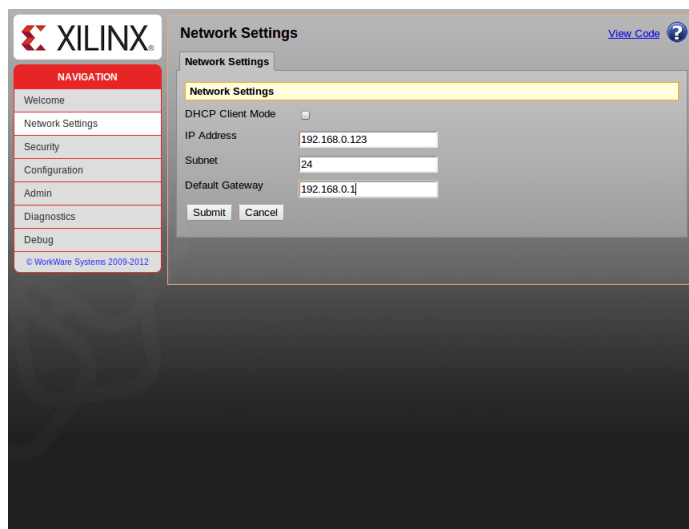 XILINX®
NAVIGATION
Welcome
Network Settings
Security
Configuration
Admin
Diagnostics
Debug
© WorkWare Systems 2009-2012
Network Settings
View Code ?
Network Settings
Network Settings
DHCP Client Mode
IP Address 192.168.0.123
Subnet 24
Default Gateway 192.168.0.1
Submit Cancel